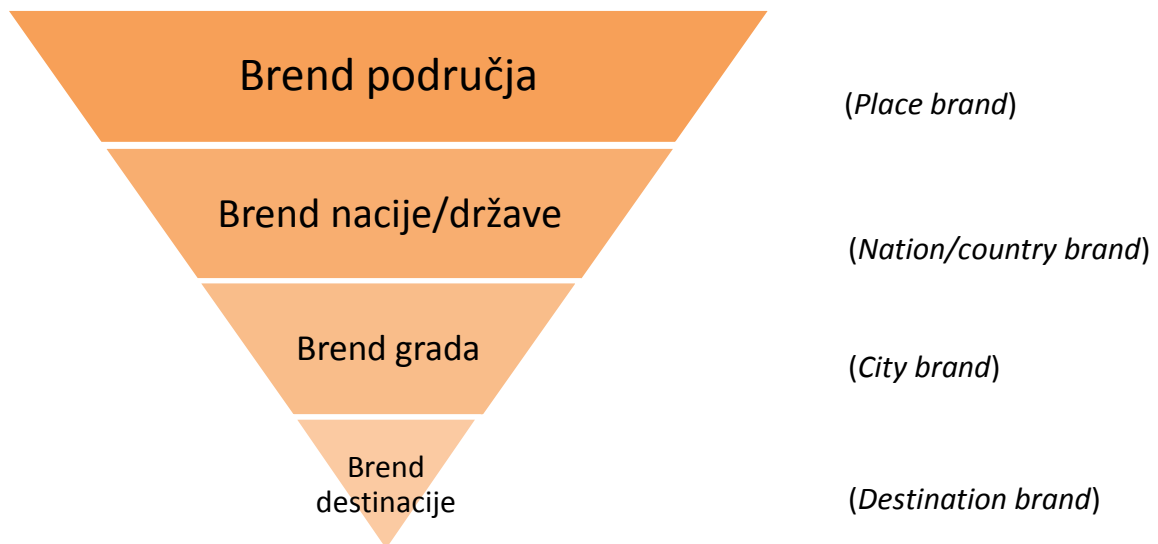 Brend područja
(Place brand)
Brend nacije/države
(Nation/country brand)
Brend grada
(City brand)
Brend
destinacije
(Destination brand)